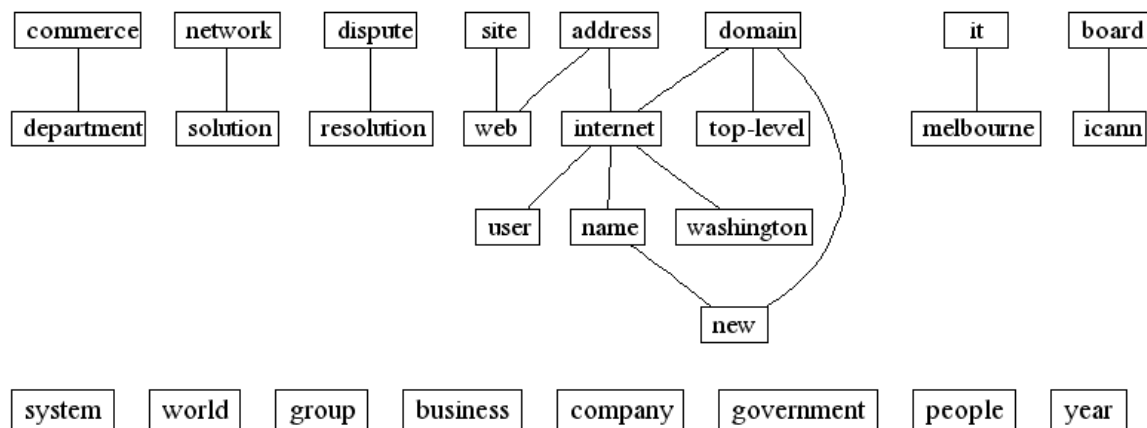 commerce network dispute site address domain it board
department solution resolution web internet top-level melbourne icann
user name washington
new
system world group business company government people year